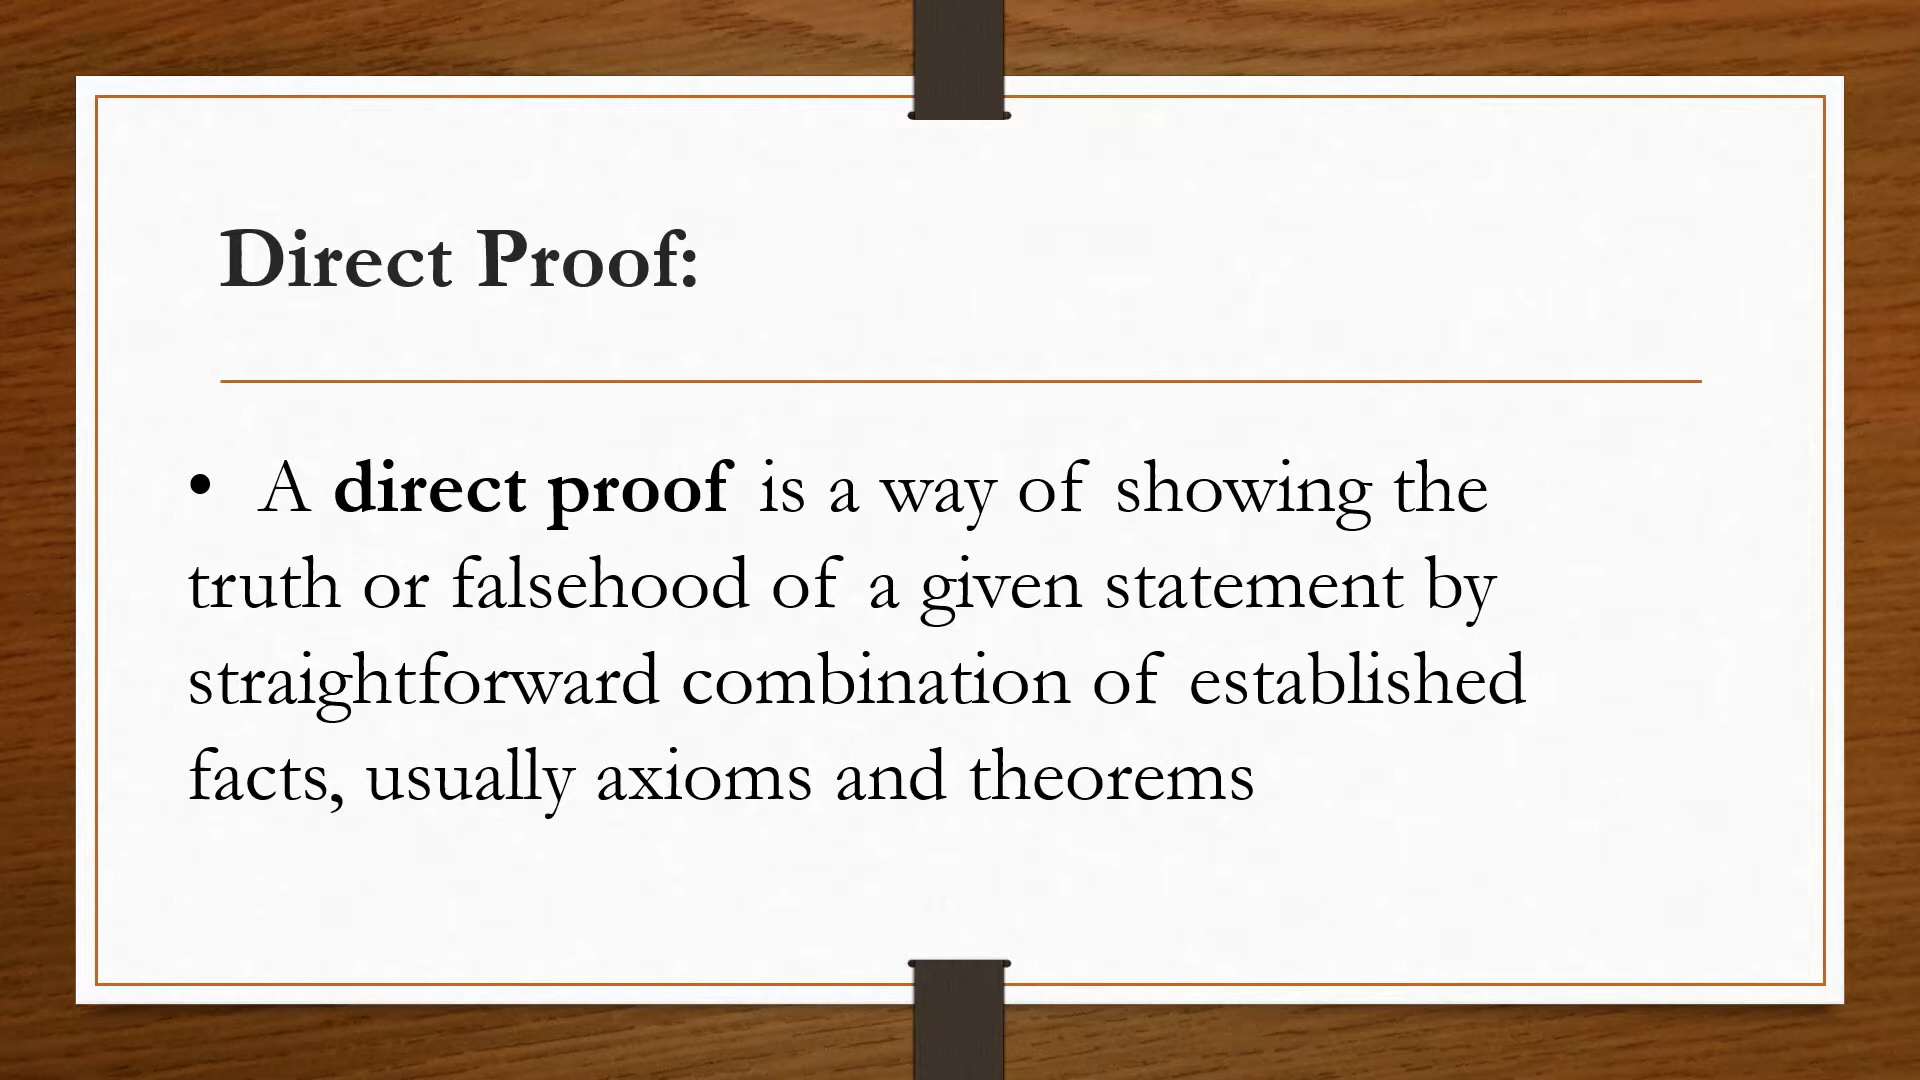 Direct Proof:
• A direct proof is a way of showing the
truth or falsehood of a given statement by
straightforward combination of established
facts, usually axioms and theorems